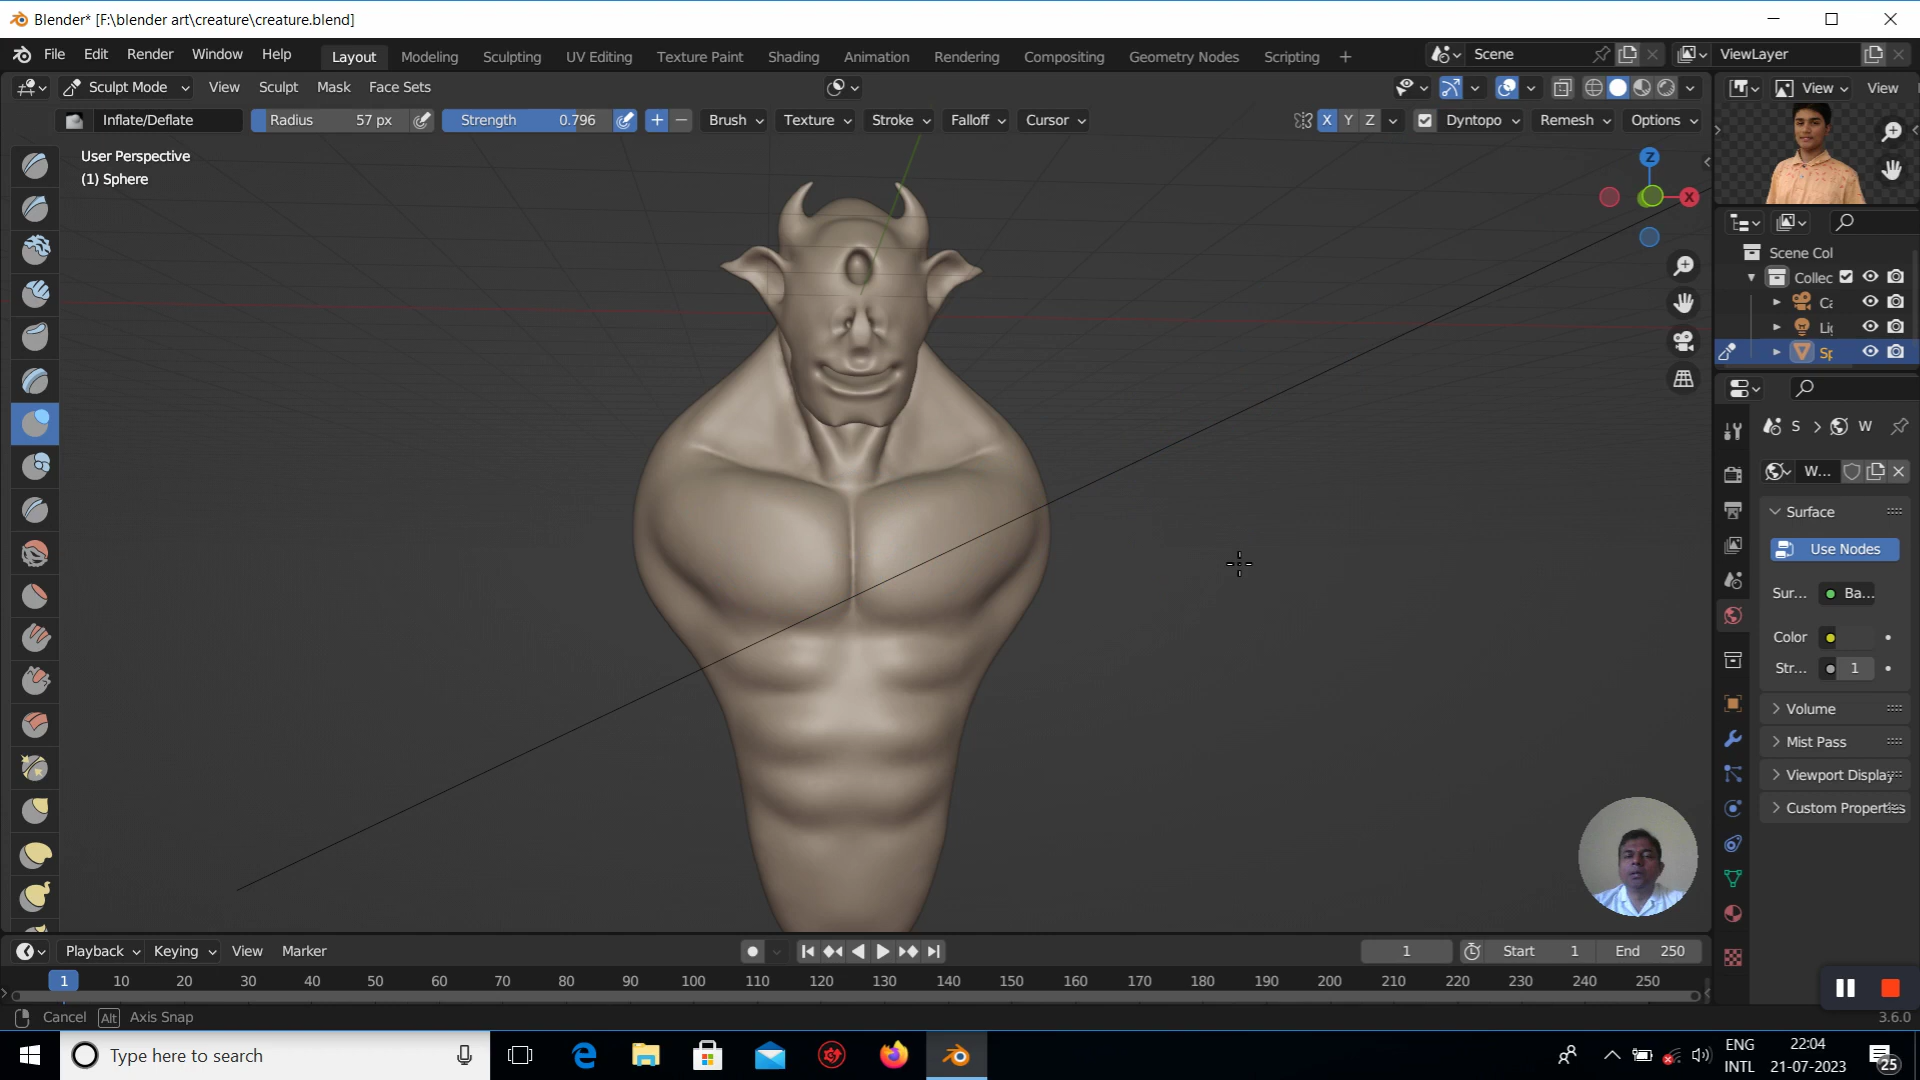 Blender* [F:\blender art\creature\creature.blend]
File Edit Render Window Help Layout Modeling Sculpting UV Editing Texture Paint Shading Animation Rendering Compositing Geometry Nodes Scripting + Scene ViewLayer
Sculpt Mode View Sculpt Mask Face Sets View View
Inflate/Deflate Radius 57 px Strength 0.796 Brush Texture Stroke Falloff Cursor X Y Z Dyntopo Remesh Options
User Perspective
(1) Sphere
Z
X
Scene Col
Collec
Ca
Li
Sp
S W
W...
Surface
Use Nodes
Sur... Ba...
Color
Str... 1
Volume
Mist Pass
Viewport Display
Custom Properties
Playback Keying View Marker 1 Start 1 End 250
1 10 20 30 40 50 60 70 80 90 100 110 120 130 140 150 160 170 180 190 200 210 220 230 240 250
Cancel Alt Axis Snap 3.6.0
Type here to search
ENG 22:04
INTL 21-07-2023 25